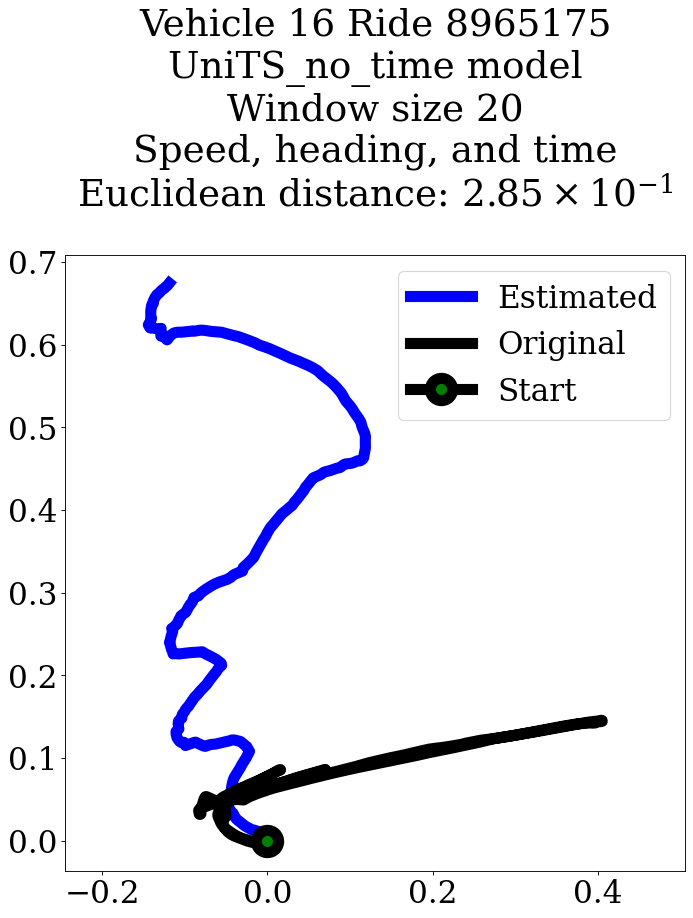 Vehicle 16 Ride 8965175
UniTS_no_time model
Window size 20
Speed, heading, and time
Euclidean distance: 2.85 × 10⁻¹
Estimated
Original
Start
0.7
0.6
0.5
0.4
0.3
0.2
0.1
0.0
−0.2 0.0 0.2 0.4